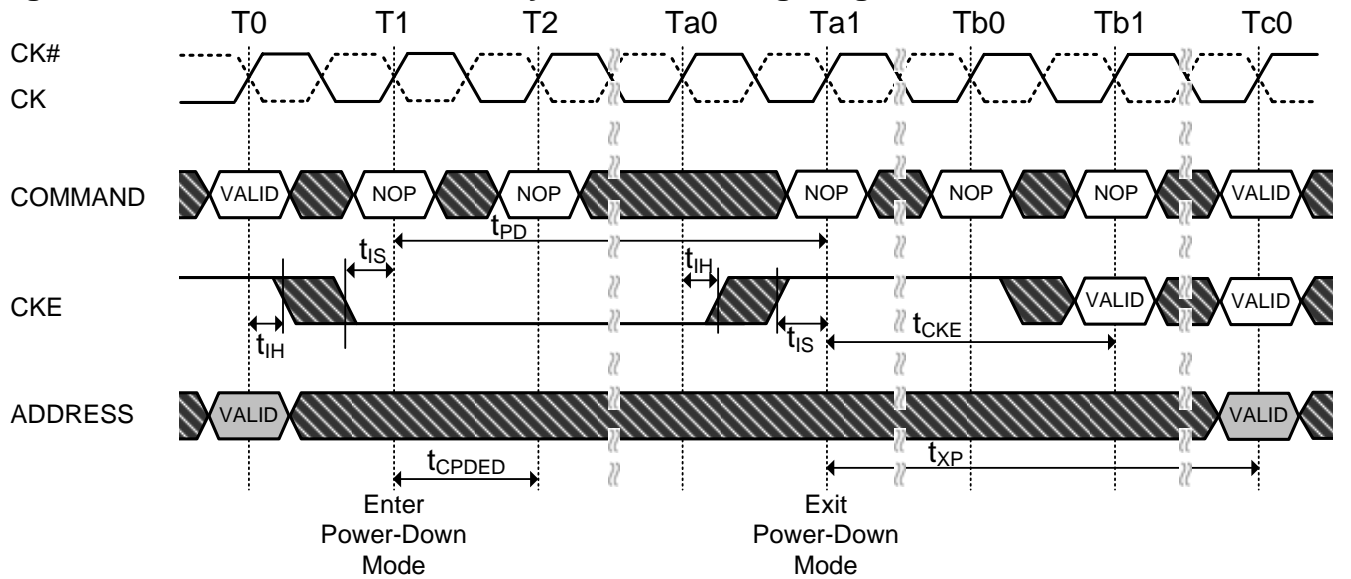 T0 T1 T2 Ta0 Ta1 Tb0 Tb1 Tc0
CK#
CK
COMMAND VALID NOP NOP NOP NOP NOP VALID
tPD
tIS tIH
CKE VALID VALID
tIH tIS tCKE
ADDRESS VALID VALID
tCPDED tXP
Enter
Power-Down
Mode
Exit
Power-Down
Mode